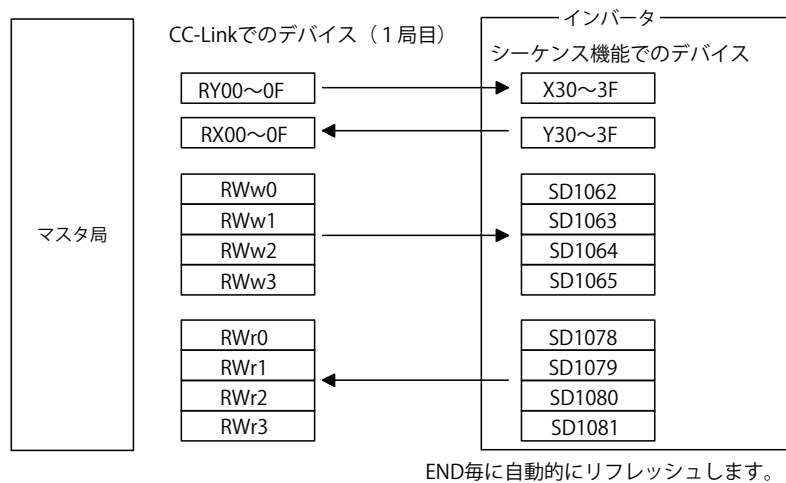 インバータ
CC-Linkでのデバイス（１局目）
シーケンス機能でのデバイス
RY00～0F
X30～3F
RX00～0F
Y30～3F
マスタ局
RWw0
RWw1
RWw2
RWw3
SD1062
SD1063
SD1064
SD1065
RWr0
RWr1
RWr2
RWr3
SD1078
SD1079
SD1080
SD1081
END毎に自動的にリフレッシュします。